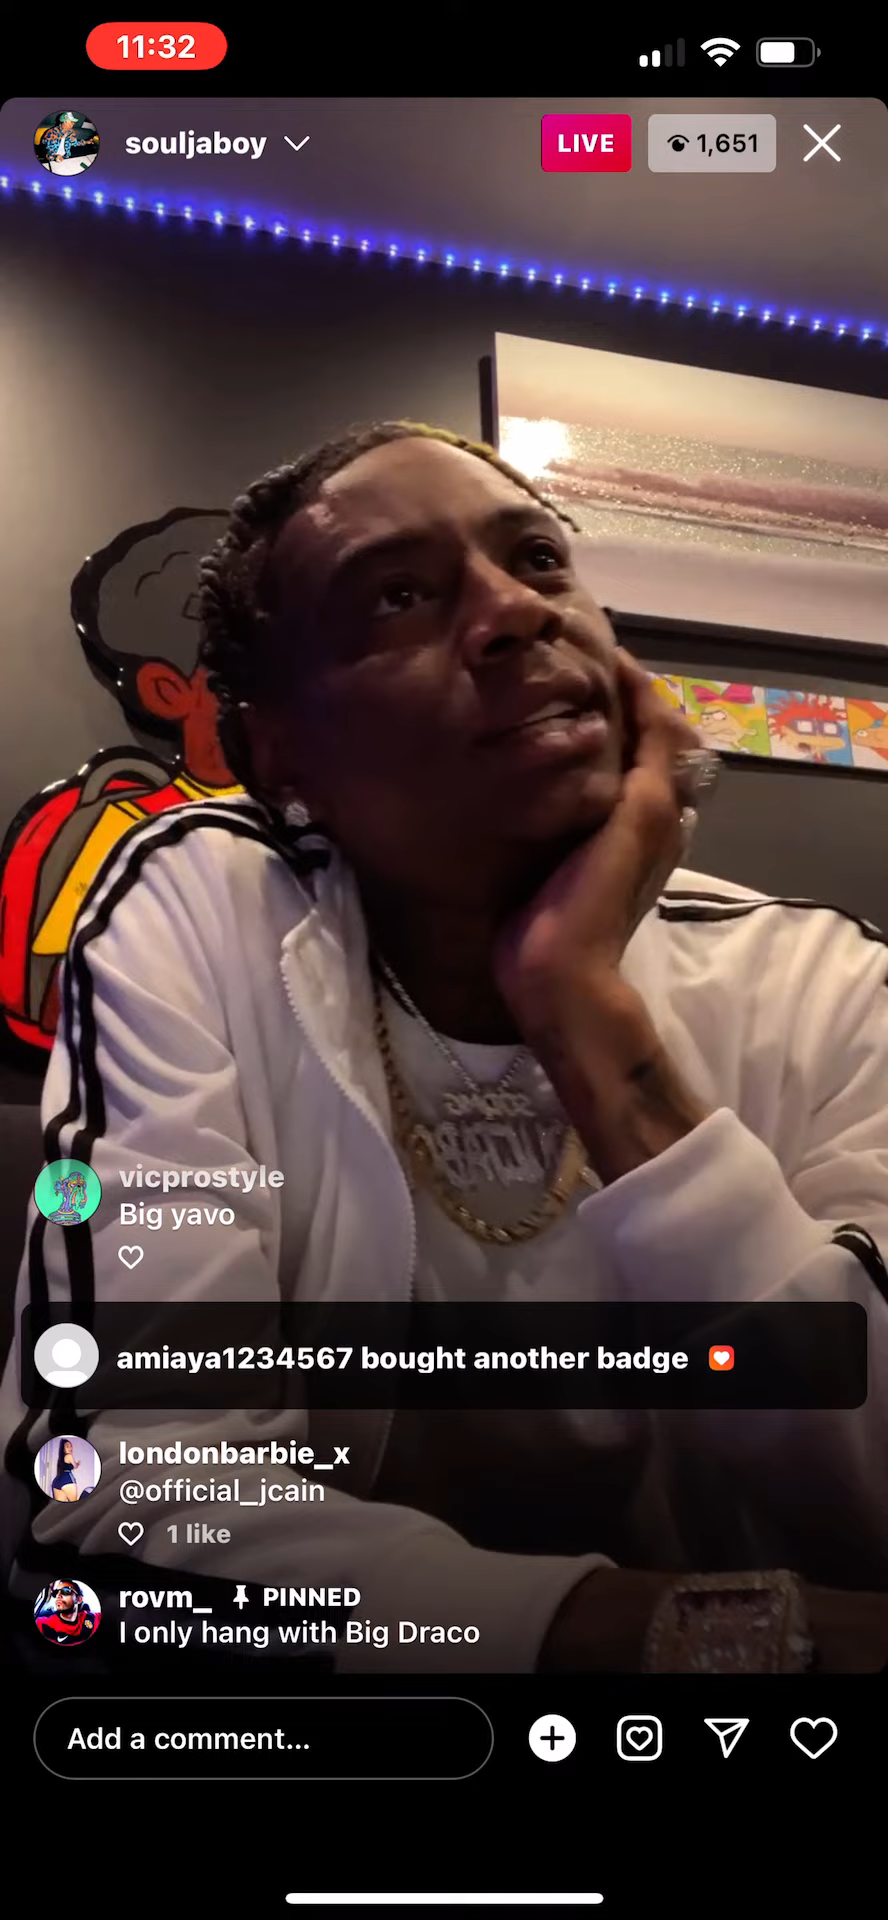 11:32
souljaboy
LIVE
1,651
vicprostyle
Big yavo
amiaya1234567 bought another badge
londonbarbie_x
@official_jcain
1 like
rovm_ PINNED
I only hang with Big Draco
Add a comment...